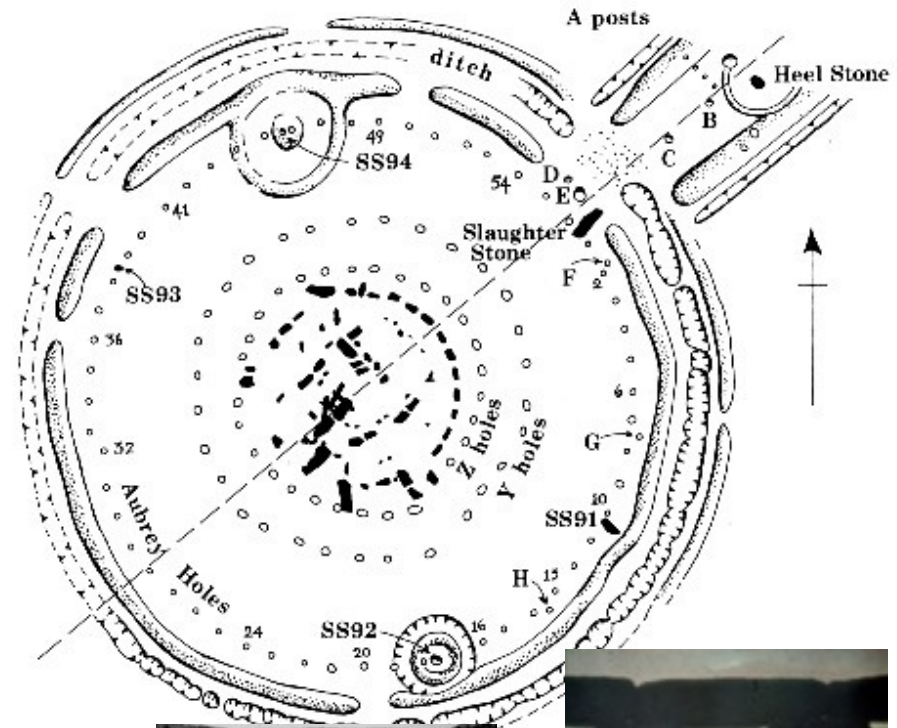 A posts
ditch
Heel Stone
B
49
C
SS94
54
D
E
41
Slaughter
Stone
F
2
SS93
36
6
Z holes
Y holes
G
32
10
SS91
Aubrey
Holes
H
15
SS92
16
24
20